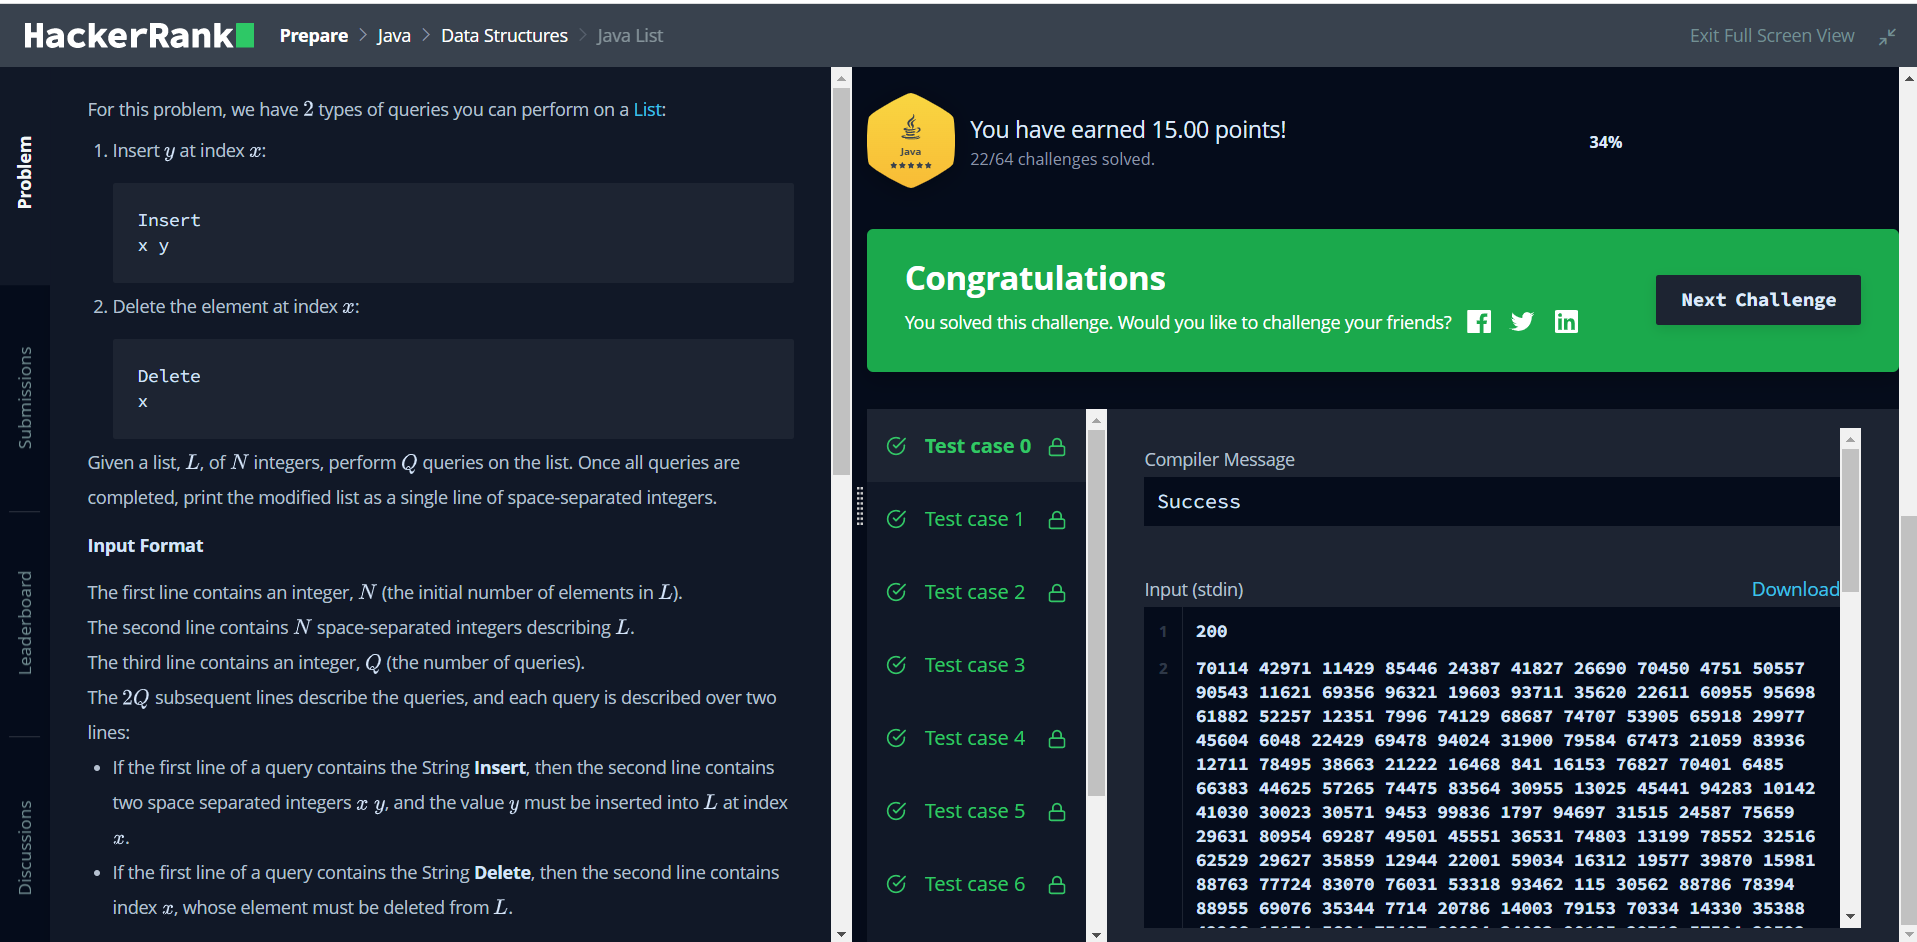 HackerRank
Prepare > Java > Data Structures > Java List
Exit Full Screen View
Problem
Submissions
Leaderboard
Discussions
For this problem, we have 2 types of queries you can perform on a List:
1. Insert y at index x:
Insert
x y
2. Delete the element at index x:
Delete
x
Given a list, L, of N integers, perform Q queries on the list. Once all queries are
completed, print the modified list as a single line of space-separated integers.
Input Format
The first line contains an integer, N (the initial number of elements in L).
The second line contains N space-separated integers describing L.
The third line contains an integer, Q (the number of queries).
The 2Q subsequent lines describe the queries, and each query is described over two
lines:
• If the first line of a query contains the String Insert, then the second line contains
two space separated integers x y, and the value y must be inserted into L at index
x.
• If the first line of a query contains the String Delete, then the second line contains
index x, whose element must be deleted from L.
Java
You have earned 15.00 points!
22/64 challenges solved.
34%
Congratulations
You solved this challenge. Would you like to challenge your friends?
Next Challenge
Test case 0
Test case 1
Test case 2
Test case 3
Test case 4
Test case 5
Test case 6
Compiler Message
Success
Input (stdin)
Download
1 200
2 70114 42971 11429 85446 24387 41827 26690 70450 4751 50557
90543 11621 69356 96321 19603 93711 35620 22611 60955 95698
61882 52257 12351 7996 74129 68687 74707 53905 65918 29977
45604 6048 22429 69478 94024 31900 79584 67473 21059 83936
12711 78495 38663 21222 16468 841 16153 76827 70401 6485
66383 44625 57265 74475 83564 30955 13025 45441 94283 10142
41030 30023 30571 9453 99836 1797 94697 31515 24587 75659
29631 80954 69287 49501 45551 36531 74803 13199 78552 32516
62529 29627 35859 12944 22001 59034 16312 19577 39870 15981
88763 77724 83070 76031 53318 93462 115 30562 88786 78394
88955 69076 35344 7714 20786 14003 79153 70334 14330 35388